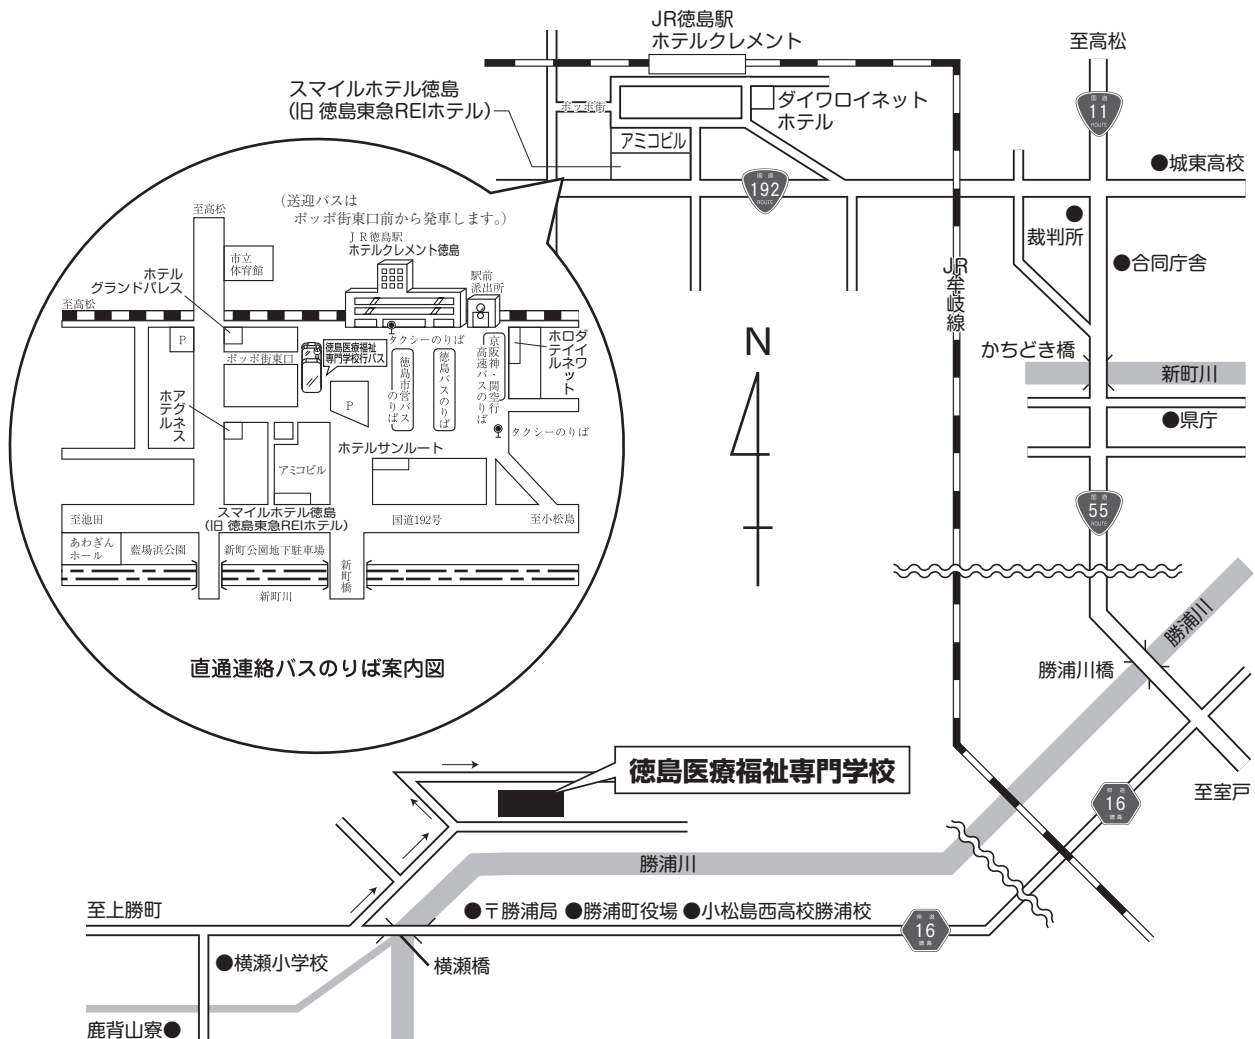 JR徳島駅
ホテルクレメント
至高松
スマイルホテル徳島
(旧 徳島東急REIホテル)
ポッポ街
ダイワロイネット
ホテル
アミコビル
国道
11
ROUTE
城東高校
国道
192
ROUTE
裁判所
合同庁舎
JR牟岐線
N
かちどき橋
新町川
県庁
国道
55
ROUTE
勝浦川
勝浦川橋
至室戸
県道
16
徳島
(送迎バスは
ポッポ街東口前から発車します。)
至高松
JR徳島駅
ホテルクレメント徳島
市立
体育館
駅前
派出所
ホテル
グランドパレス
至高松
P
ポッポ街東口
徳島医療福祉
専門学校行バス
タクシーのりば
徳島市営バス
のりば
徳島バスのりば
京阪神・関空行
高速バスのりば
ダイワ
ロイネット
ホテル
アグネス
ホテル
P
タクシーのりば
ホテルサンルート
アミコビル
スマイルホテル徳島
(旧 徳島東急REIホテル)
至池田
国道192号
至小松島
あわぎん
ホール
藍場浜公園
新町公園地下駐車場
新町橋
新町川
直通連絡バスのりば案内図
徳島医療福祉専門学校
勝浦川
至上勝町
〒勝浦局
勝浦町役場
小松島西高校勝浦校
県道
16
徳島
横瀬小学校
横瀬橋
鹿背山寮